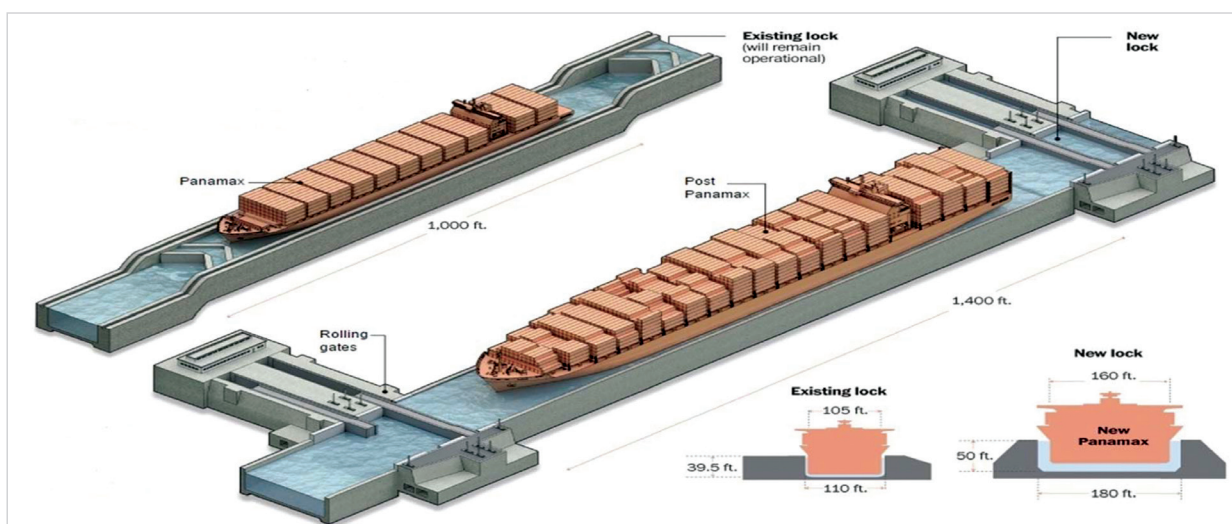 Existing lock
(will remain
operational)
New
lock
Panamax
Post
Panamax
1,000 ft.
1,400 ft.
Rolling
gates
Existing lock
105 ft.
39.5 ft.
110 ft.
New lock
160 ft.
New
Panamax
50 ft.
180 ft.